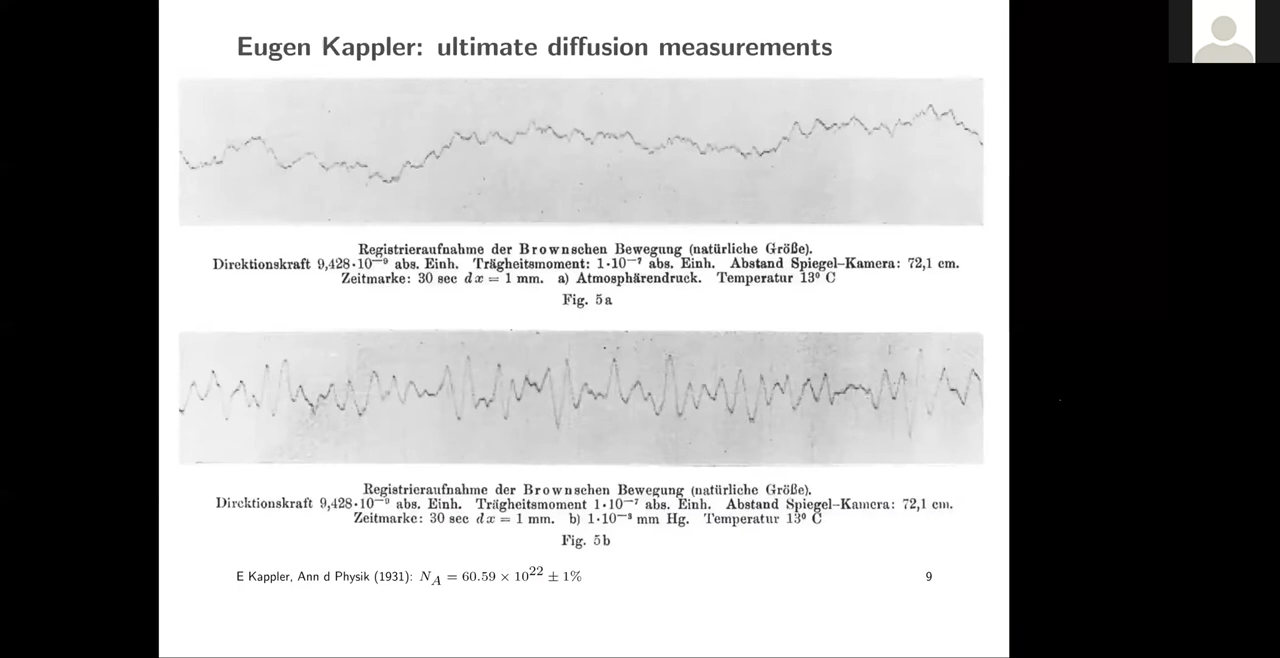 Eugen Kappler: ultimate diffusion measurements
Registrieraufnahme der Brownschen Bewegung (natürliche Größe).
Direktionskraft 9,428·10⁻⁹ abs. Einh. Trägheitsmoment: 1·10⁻⁷ abs. Einh. Abstand Spiegel–Kamera: 72,1 cm.
Zeitmarke: 30 sec dx = 1 mm. a) Atmosphärendruck. Temperatur 13⁰ C
Fig. 5a
Registrieraufnahme der Brownschen Bewegung (natürliche Größe).
Direktionskraft 9,428·10⁻⁹ abs. Einh. Trägheitsmoment 1·10⁻⁷ abs. Einh. Abstand Spiegel–Kamera: 72,1 cm.
Zeitmarke: 30 sec dx = 1 mm. b) 1·10⁻³ mm Hg. Temperatur 13⁰ C
Fig. 5b
E Kappler, Ann d Physik (1931): N_A = 60.59 × 10²² ± 1%
9